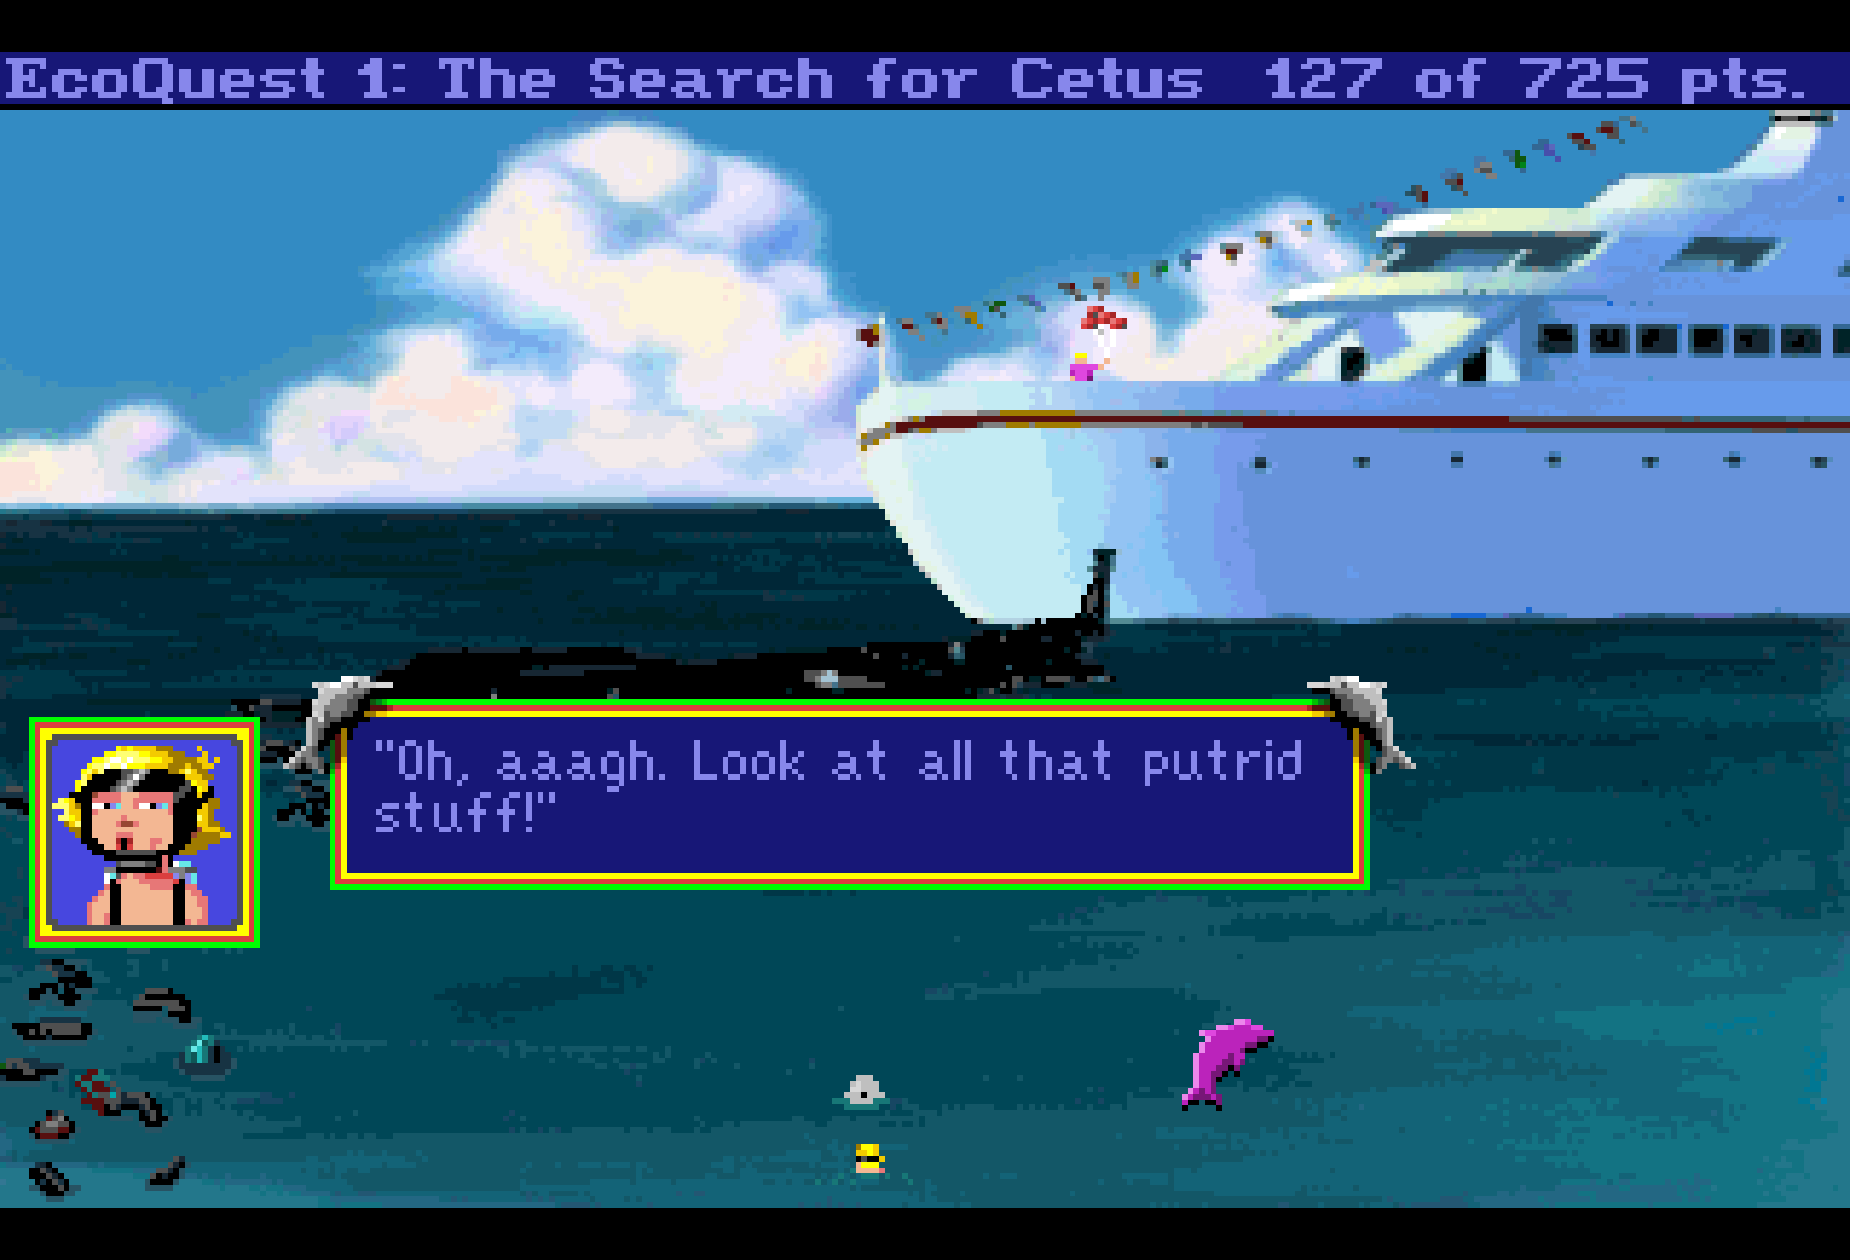 EcoQuest 1: The Search for Cetus 127 of 725 pts.
"Oh, aaagh. Look at all that putrid
stuff!"